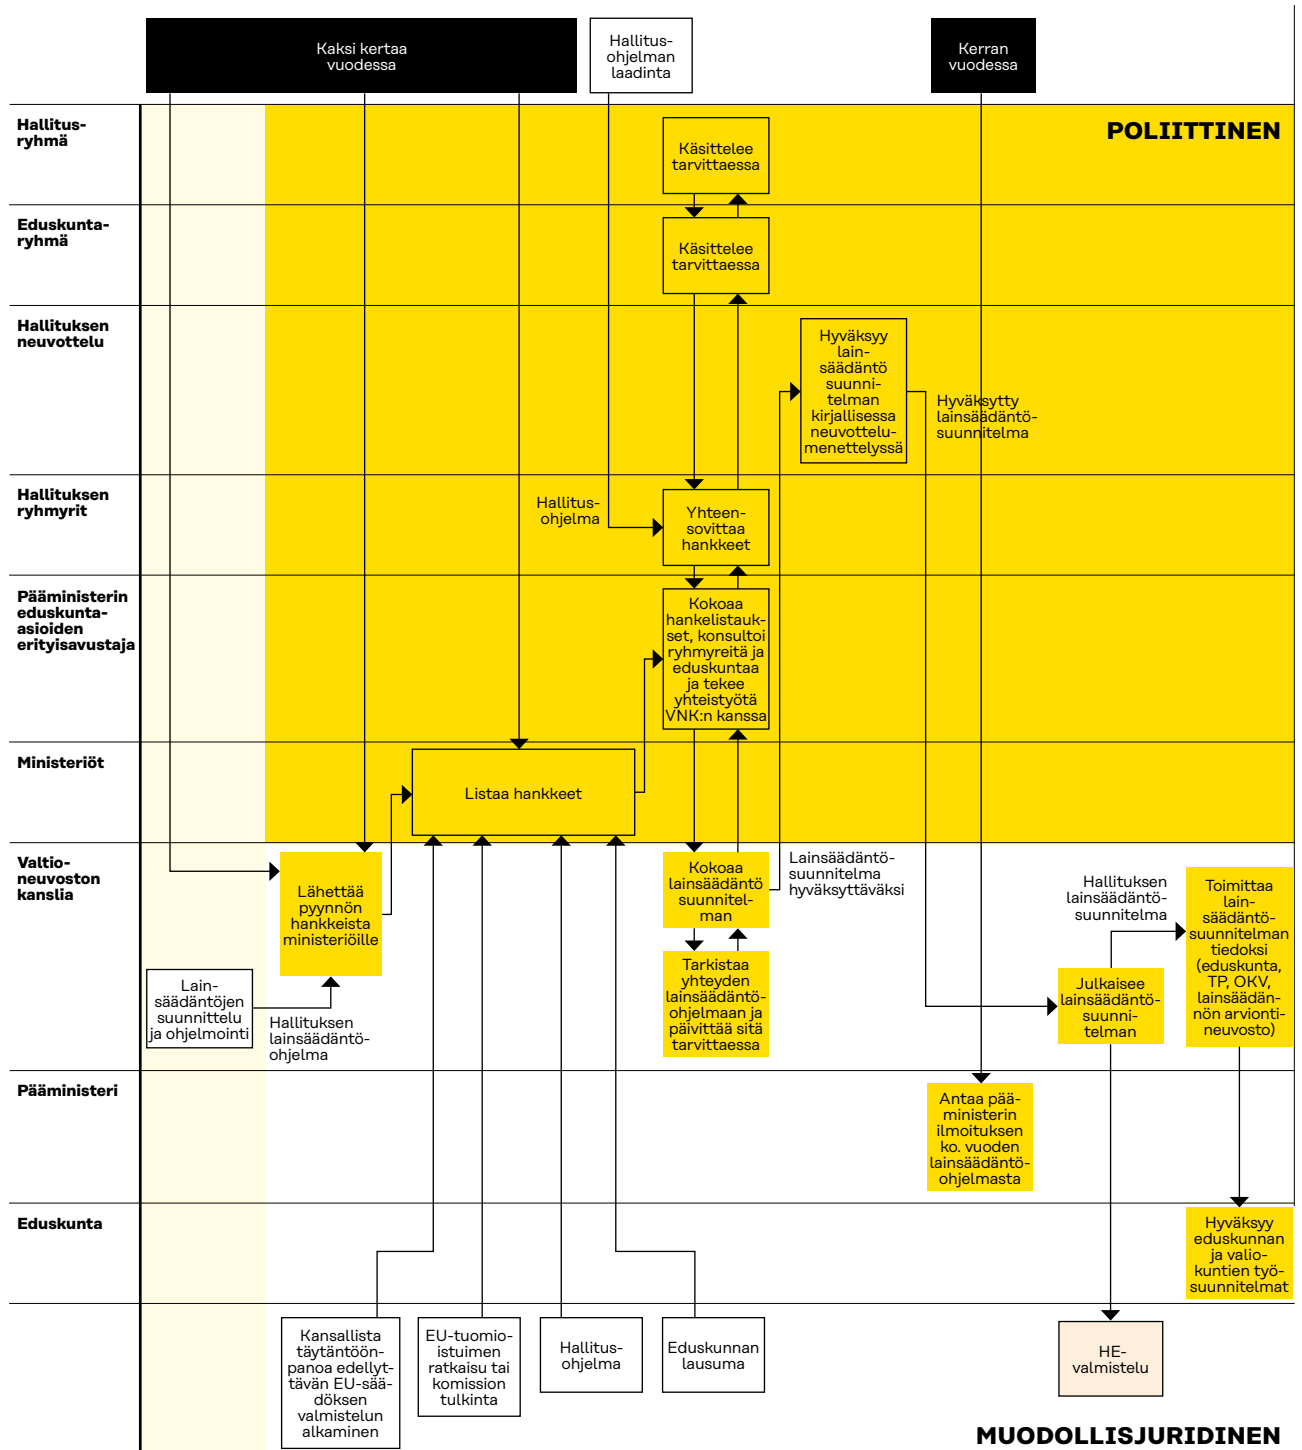 Kaksi kertaa
vuodessa
Hallitus-
ohjelman
laadinta
Kerran
vuodessa
POLIITTINEN
Hallitus-
ryhmä
Käsittelee
tarvittaessa
Eduskunta-
ryhmä
Käsittelee
tarvittaessa
Hallituksen
neuvottelu
Hyväksyy
lain-
säädäntö
suunni-
telman
kirjallisessa
neuvottelu-
menettelyssä
Hyväksytty
lainsäädäntö-
suunnitelma
Hallituksen
ryhmyrit
Hallitus-
ohjelma
Yhteen-
sovittaa
hankkeet
Pääministerin
eduskunta-
asioiden
erityisavustaja
Kokoaa
hankelistauk-
set, konsultoi
ryhmyreitä ja
eduskuntaa
ja tekee
yhteistyötä
VNK:n kanssa
Ministeriöt
Listaa hankkeet
Valtio-
neuvoston
kanslia
Lähettää
pyynnön
hankkeista
ministeriöille
Kokoaa
lainsäädäntö
suunnitel-
man
Lainsäädäntö-
suunnitelma
hyväksyttäväksi
Hallituksen
lainsäädäntö-
suunnitelma
Toimittaa
lain-
säädäntö-
suunnitelman
tiedoksi
(eduskunta,
TP, OKV,
lainsäädän-
nön arviointi-
neuvosto)
Lain-
säädäntöjen
suunnittelu
ja ohjelmointi
Hallituksen
lainsäädäntö-
ohjelma
Tarkistaa
yhteyden
lainsäädäntö-
ohjelmaan ja
päivittää sitä
tarvittaessa
Julkaisee
lainsäädäntö-
suunni-
telman
Pääministeri
Antaa pää-
ministerin
ilmoituksen
ko. vuoden
lainsäädäntö-
ohjelmasta
Eduskunta
Hyväksyy
eduskunnan
ja valio-
kuntien työ-
suunnitelmat
Kansallista
täytäntöön-
panoa edellyt-
tävän EU-sää-
döksen
valmistelun
alkaminen
EU-tuomio-
istuimen
ratkaisu tai
komission
tulkinta
Hallitus-
ohjelma
Eduskunnan
lausuma
HE-
valmistelu
MUODOLLISJURIDINEN